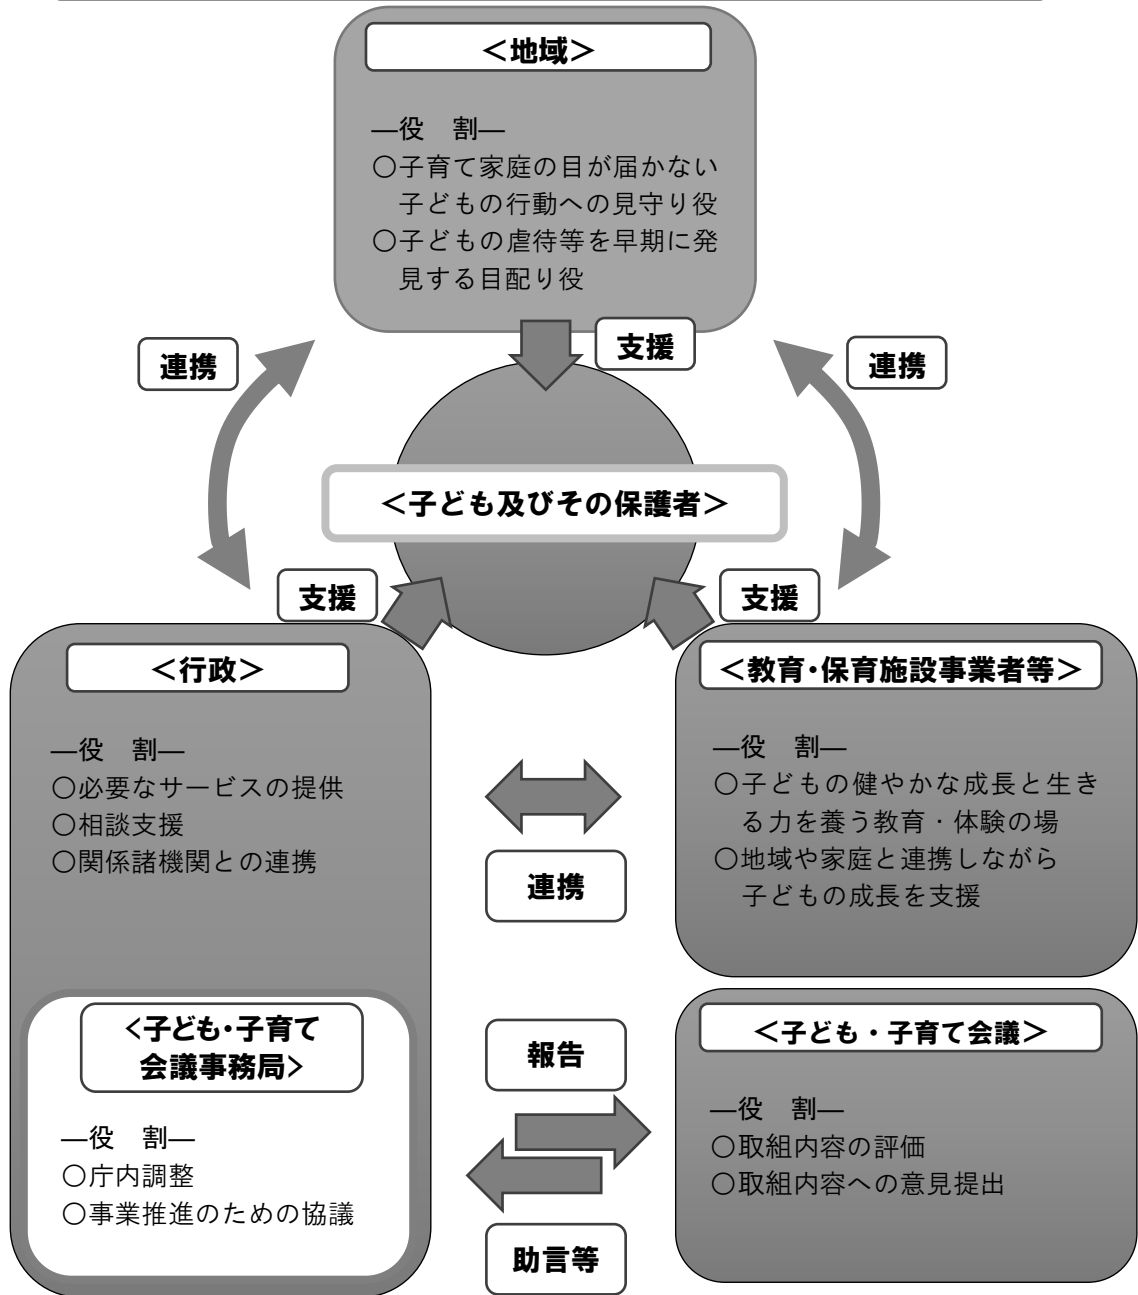 ＜地域＞
―役　割―
〇子育て家庭の目が届かない
子どもの行動への見守り役
〇子どもの虐待等を早期に発
見する目配り役
連携
支援
連携
＜子ども及びその保護者＞
支援
支援
＜行政＞
―役　割―
〇必要なサービスの提供
〇相談支援
〇関係諸機関との連携
＜教育・保育施設事業者等＞
―役　割―
〇子どもの健やかな成長と生き
る力を養う教育・体験の場
〇地域や家庭と連携しながら
子どもの成長を支援
連携
＜子ども・子育て
会議事務局＞
―役　割―
〇庁内調整
〇事業推進のための協議
報告
助言等
＜子ども・子育て会議＞
―役　割―
〇取組内容の評価
〇取組内容への意見提出